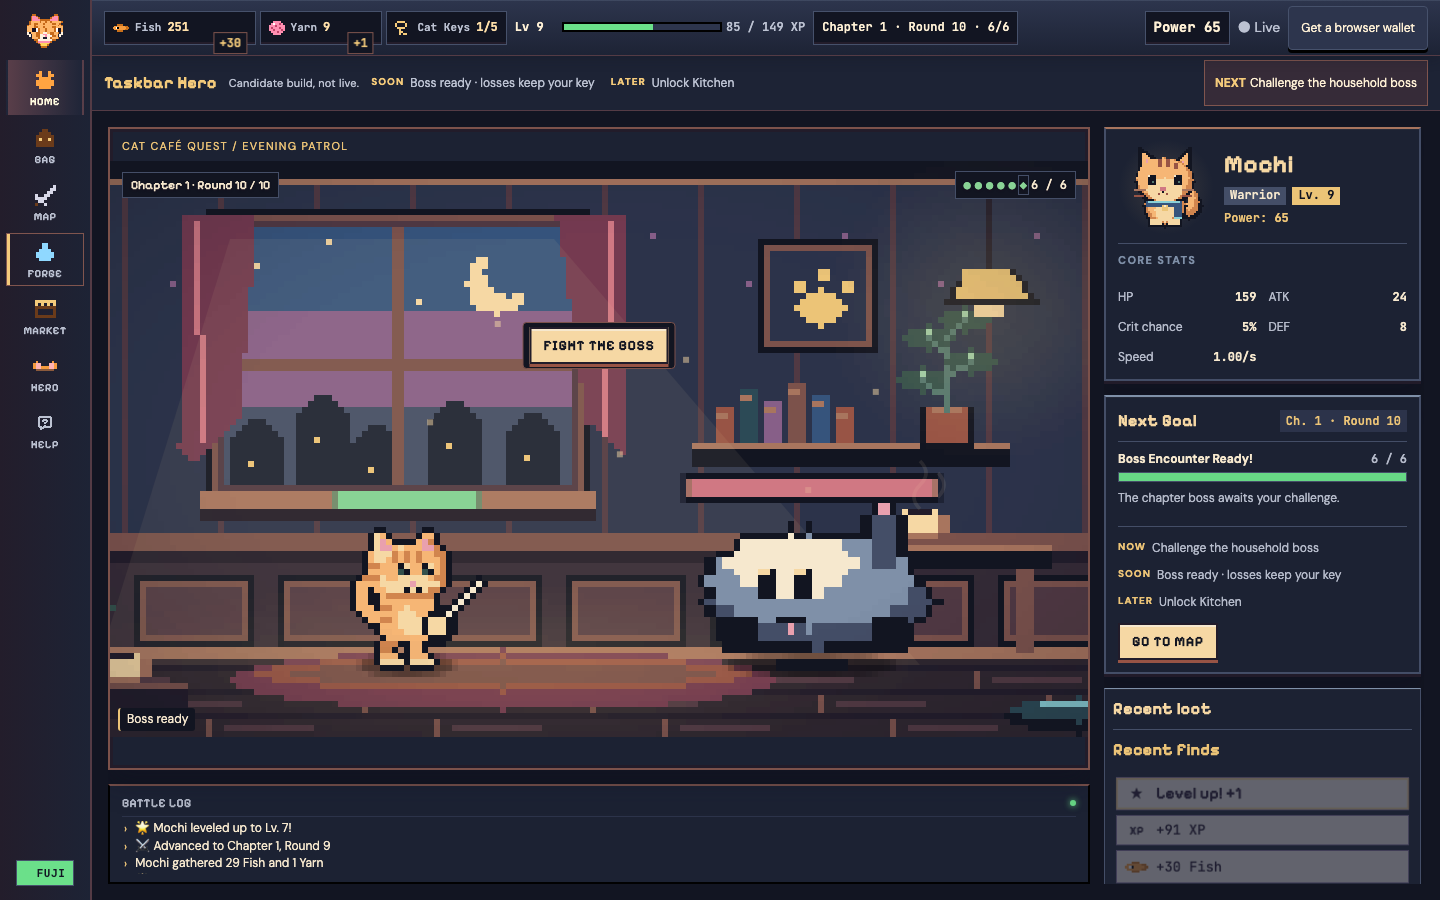 Fish 251
+30
Yarn 9
+1
Cat Keys 1/5
Lv 9
85 / 149 XP
Chapter 1 · Round 10 · 6/6
Power 65
Live
Get a browser wallet
Taskbar Hero
Candidate build, not live.
SOON Boss ready · losses keep your key
LATER Unlock Kitchen
NEXT Challenge the household boss
HOME
BAG
MAP
FORGE
MARKET
HERO
HELP
FUJI
CAT CAFÉ QUEST / EVENING PATROL
Chapter 1 · Round 10 / 10
6 / 6
FIGHT THE BOSS
Boss ready
BATTLE LOG
› 🌟 Mochi leveled up to Lv. 7!
› ⚔️ Advanced to Chapter 1, Round 9
› Mochi gathered 29 Fish and 1 Yarn
Mochi
Warrior Lv. 9
Power: 65
CORE STATS
HP 159 ATK 24
Crit chance 5% DEF 8
Speed 1.00/s
Next Goal
Ch. 1 · Round 10
Boss Encounter Ready! 6 / 6
The chapter boss awaits your challenge.
NOW Challenge the household boss
SOON Boss ready · losses keep your key
LATER Unlock Kitchen
GO TO MAP
Recent loot
Recent finds
★ Level up! +1
XP +91 XP
+30 Fish